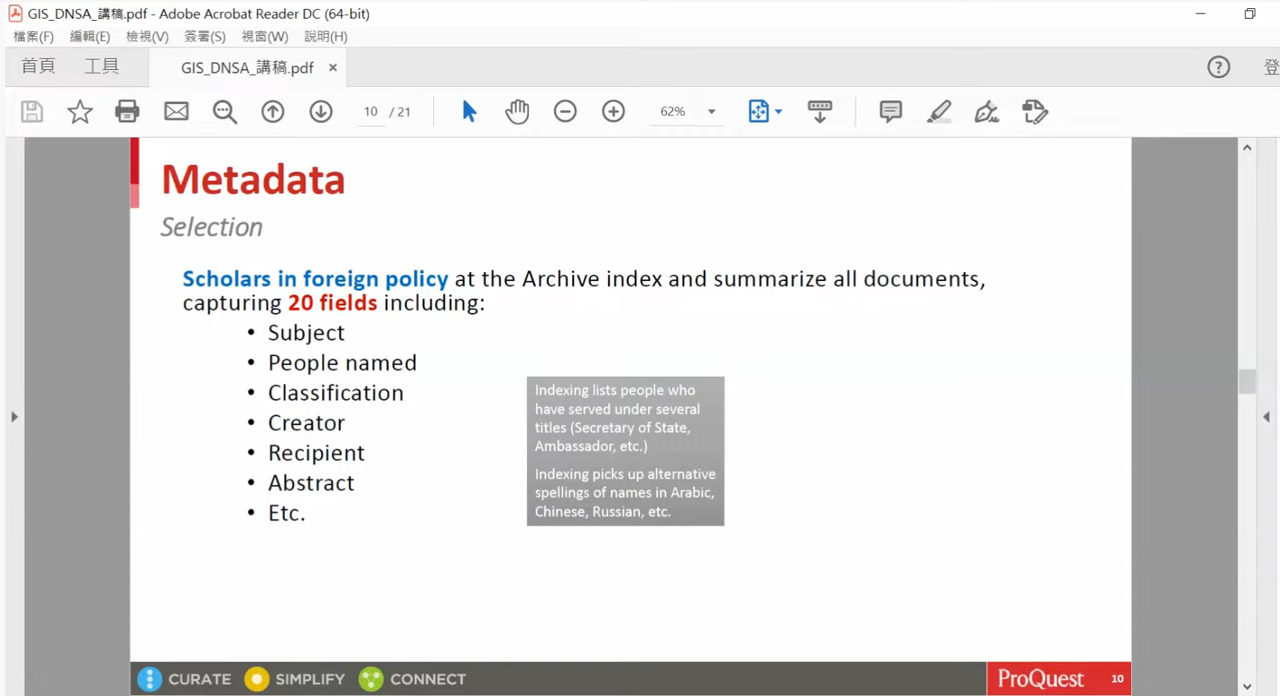 GIS_DNSA_講稿.pdf - Adobe Acrobat Reader DC (64-bit)
檔案(F) 編輯(E) 檢視(V) 簽署(S) 視窗(W) 說明(H)
首頁 工具 GIS_DNSA_講稿.pdf × ? 登
10 / 21 62%
Metadata
Selection
Scholars in foreign policy at the Archive index and summarize all documents,
capturing 20 fields including:
• Subject
• People named
• Classification
• Creator
• Recipient
• Abstract
• Etc.
Indexing lists people who
have served under several
titles (Secretary of State,
Ambassador, etc.)
Indexing picks up alternative
spellings of names in Arabic,
Chinese, Russian, etc.
CURATE SIMPLIFY CONNECT ProQuest 10